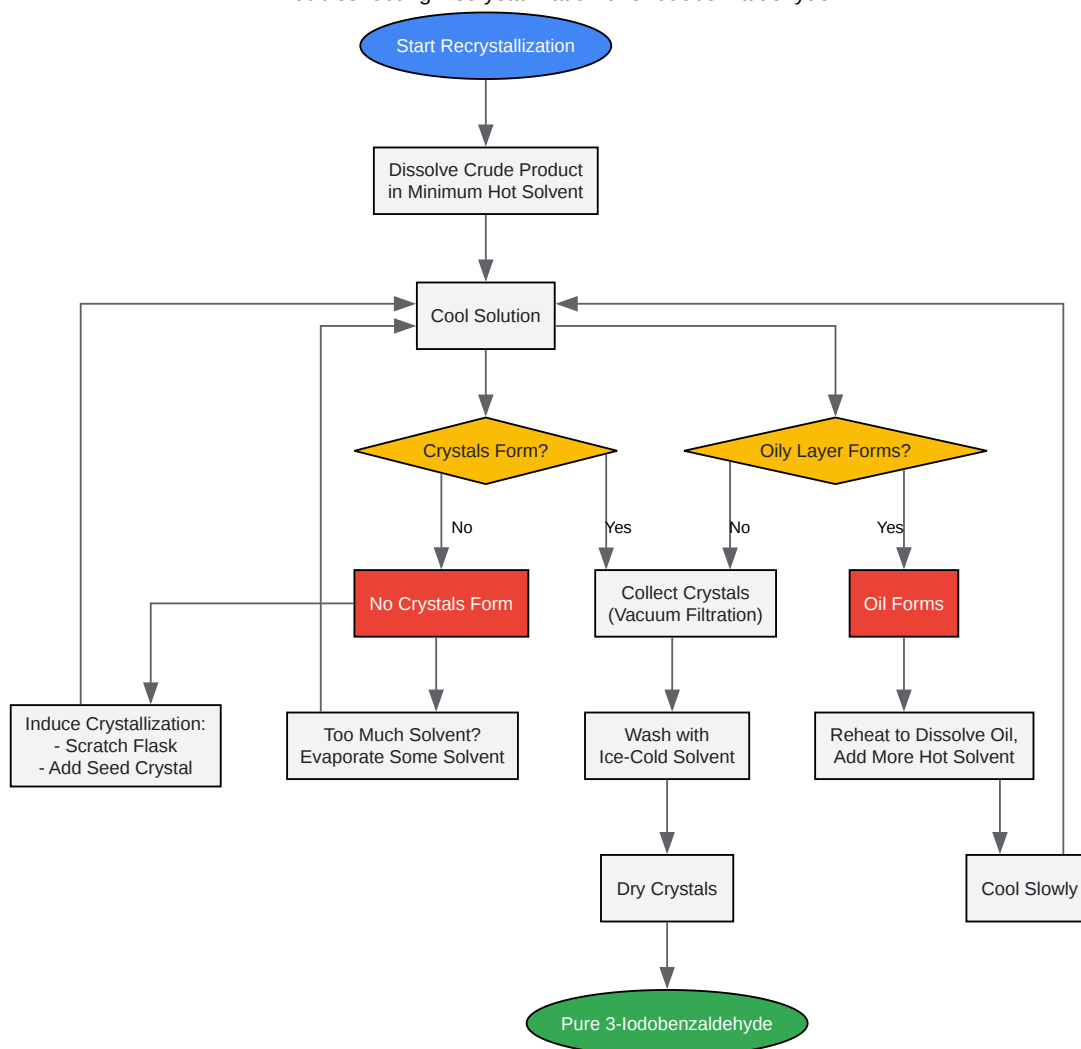 Start Recrystallization
Dissolve Crude Product
in Minimum Hot Solvent
Cool Solution
Crystals Form?
Oily Layer Forms?
No
Yes
No
Yes
No Crystals Form
Collect Crystals
(Vacuum Filtration)
Oil Forms
Induce Crystallization:
- Scratch Flask
- Add Seed Crystal
Too Much Solvent?
Evaporate Some Solvent
Wash with
Ice-Cold Solvent
Reheat to Dissolve Oil,
Add More Hot Solvent
Dry Crystals
Cool Slowly
Pure 3-Iodobenzaldehyde